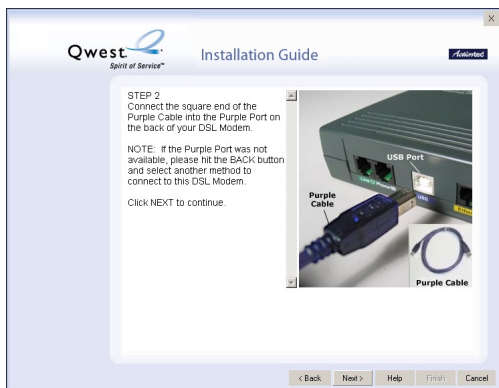 X
Qwest.
Spirit of Service™
Installation Guide
Actiontec
STEP 2
Connect the square end of the
Purple Cable into the Purple Port on
the back of your DSL Modem.
NOTE: If the Purple Port was not
available, please hit the BACK button
and select another method to
connect to this DSL Modem.
Click NEXT to continue.
USB Port
USB
Purple
Cable
Purple Cable
< Back
Next >
Help
Finish
Cancel